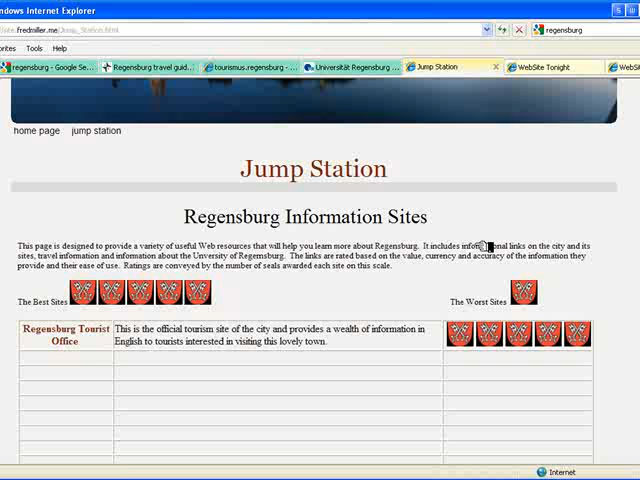 ndows Internet Explorer
.fredmiller.me/Jump_Station.html
regensburg
orites Tools Help
regensburg - Google Se...
Regensburg travel guid...
tourismus.regensburg - ...
Universität Regensburg ...
Jump Station
WebSite Tonight
WebSi
home page jump station
Jump Station
Regensburg Information Sites
This page is designed to provide a variety of useful Web resources that will help you learn more about Regensburg. It includes links on the city and its
sites, travel information and information about the Unversity of Regernsburg. The links are rated based on the value, currency and accuracy of the information they
provide and their ease of use. Ratings are conveyed by the number of seals awarded each site on this scale.
The Best Sites
The Worst Sites
Regensburg Tourist
Office
This is the official tourism site of the city and provides a wealth of information in
English to tourists interested in visiting this lovely town.
Internet